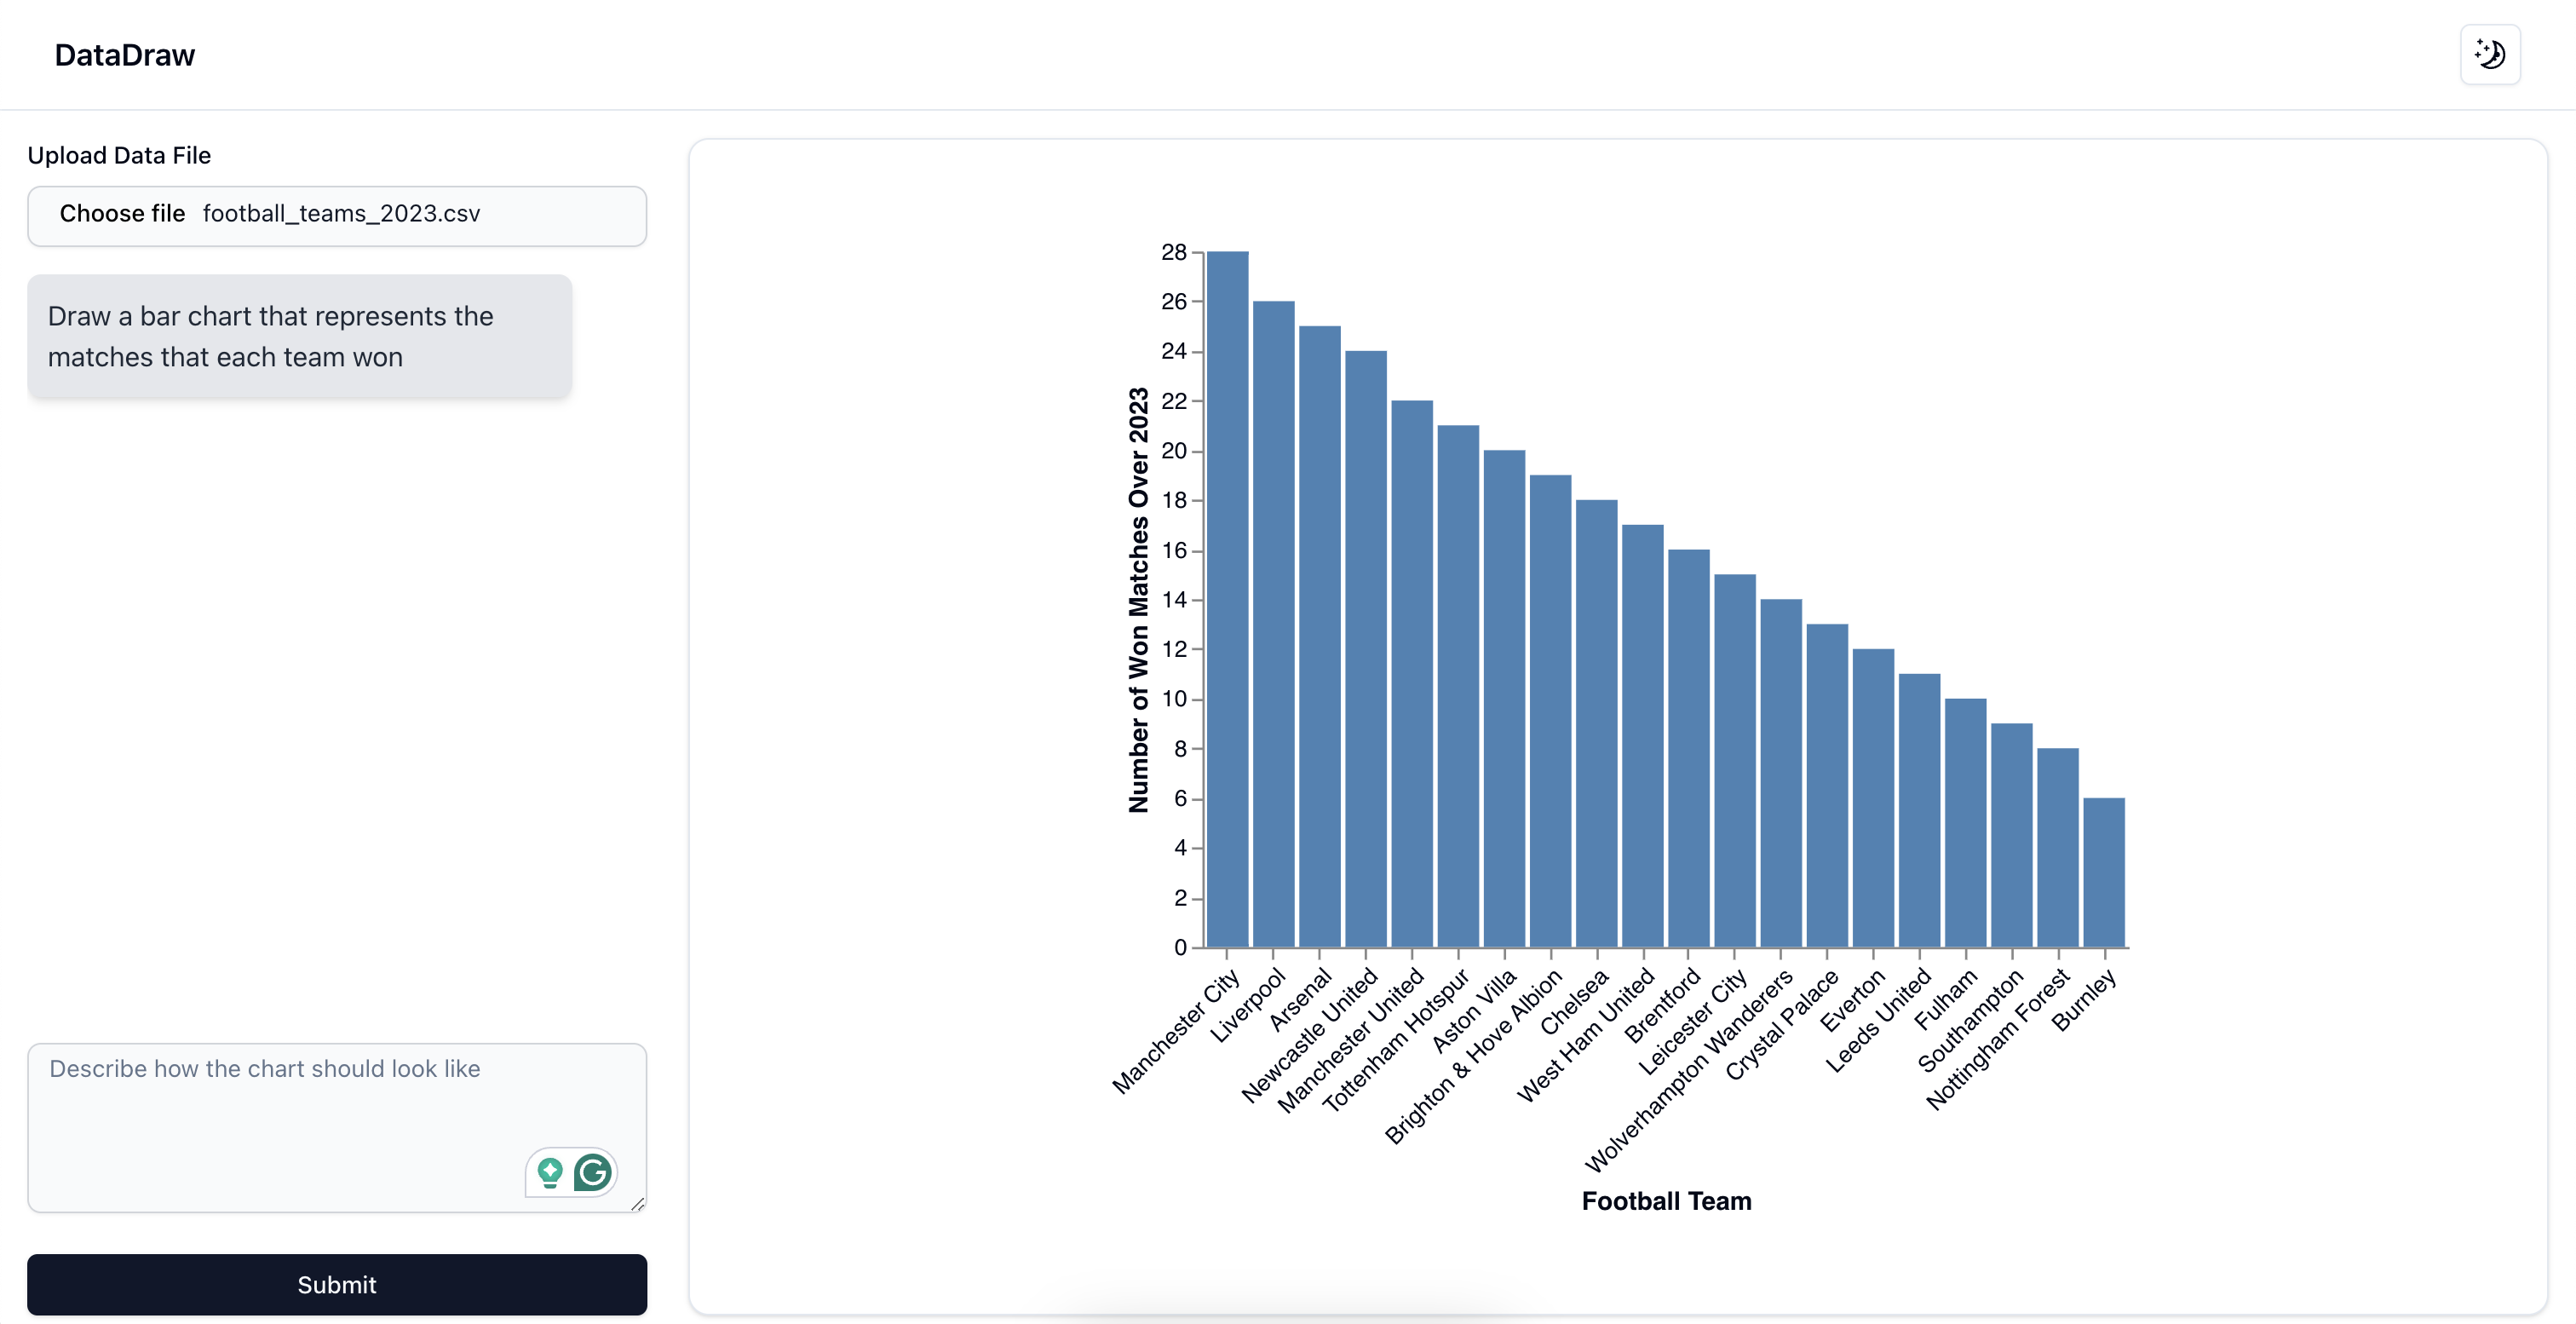 DataDraw
Upload Data File
Choose file football_teams_2023.csv
Draw a bar chart that represents the
matches that each team won
Describe how the chart should look like
Submit
Number of Won Matches Over 2023
28
26
24
22
20
18
16
14
12
10
8
6
4
2
0
Manchester City
Liverpool
Arsenal
Newcastle United
Manchester United
Tottenham Hotspur
Aston Villa
Brighton & Hove Albion
Chelsea
West Ham United
Brentford
Leicester City
Wolverhampton Wanderers
Crystal Palace
Everton
Leeds United
Fulham
Southampton
Nottingham Forest
Burnley
Football Team